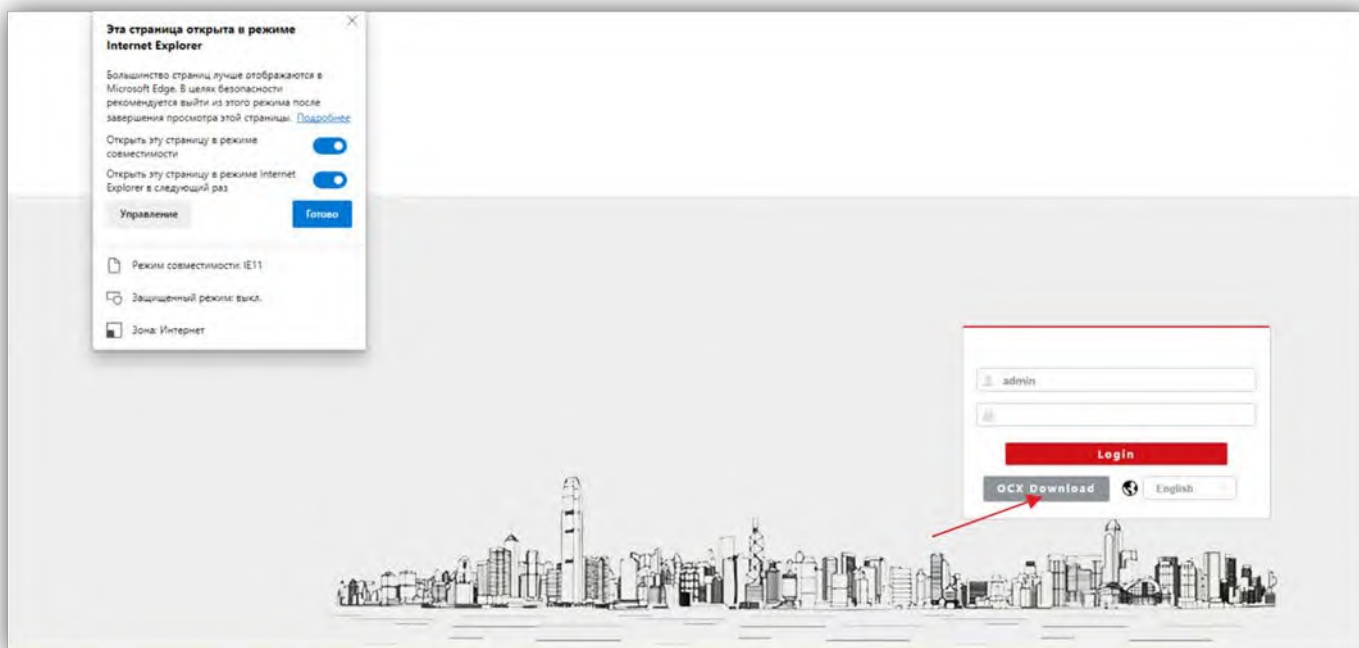 Эта страница открыта в режиме
Internet Explorer
Большинство страниц лучше отображаются в
Microsoft Edge. В целях безопасности
рекомендуется выйти из этого режима после
завершения просмотра этой страницы. Подробнее
Открыть эту страницу в режиме
совместимости
Открыть эту страницу в режиме Internet
Explorer в следующий раз
Управление
Готово
Режим совместимости: IE11
Защищенный режим: выкл.
Зона: Интернет
admin
Login
OCX Download
English